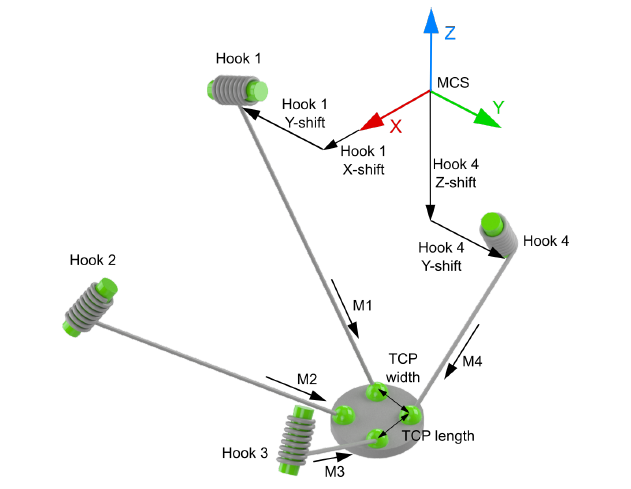 Z
Hook 1
MCS
Hook 1
Y-shift
Y
X
Hook 1
X-shift
Hook 4
Z-shift
Hook 4
Hook 4
Y-shift
Hook 2
M1
TCP
width
M4
M2
TCP length
Hook 3
M3